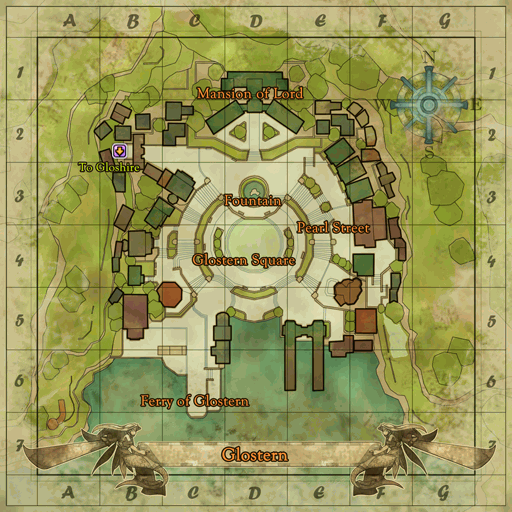 A B C D E F G
N
1 1
Mansion of Lord
W E
2 2
S
To Gloshire
3 3
Fountain
Pearl Street
4 4
Glostern Square
5 5
6 6
Ferry of Glostern
7 7
Glostern
A B C D E F G